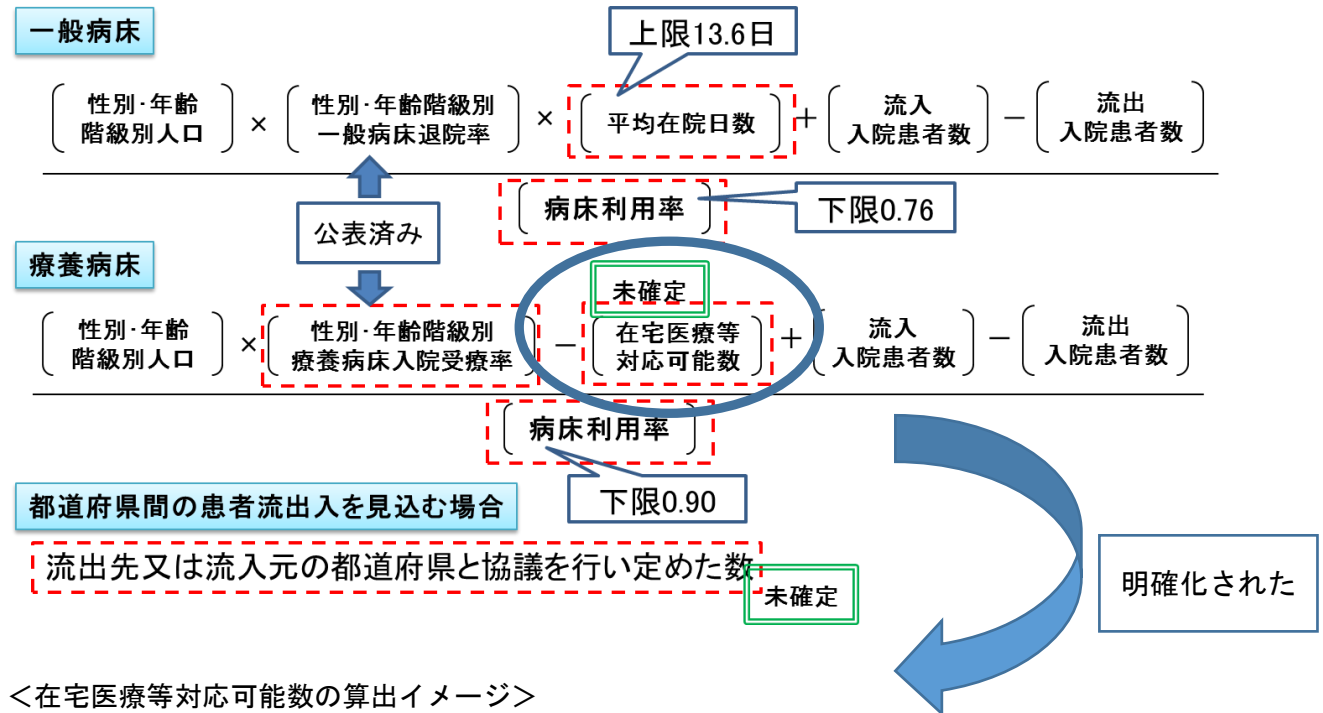 一般病床
上限13.6日
性別・年齢
階級別人口
×
性別・年齢階級別
一般病床退院率
×
平均在院日数
+
流入
入院患者数
−
流出
入院患者数
病床利用率
下限0.76
公表済み
療養病床
未確定
性別・年齢
階級別人口
×
性別・年齢階級別
療養病床入院受療率
−
在宅医療等
対応可能数
+
流入
入院患者数
−
流出
入院患者数
病床利用率
下限0.90
都道府県間の患者流出入を見込む場合
流出先又は流入元の都道府県と協議を行い定めた数
未確定
明確化された
＜在宅医療等対応可能数の算出イメージ＞